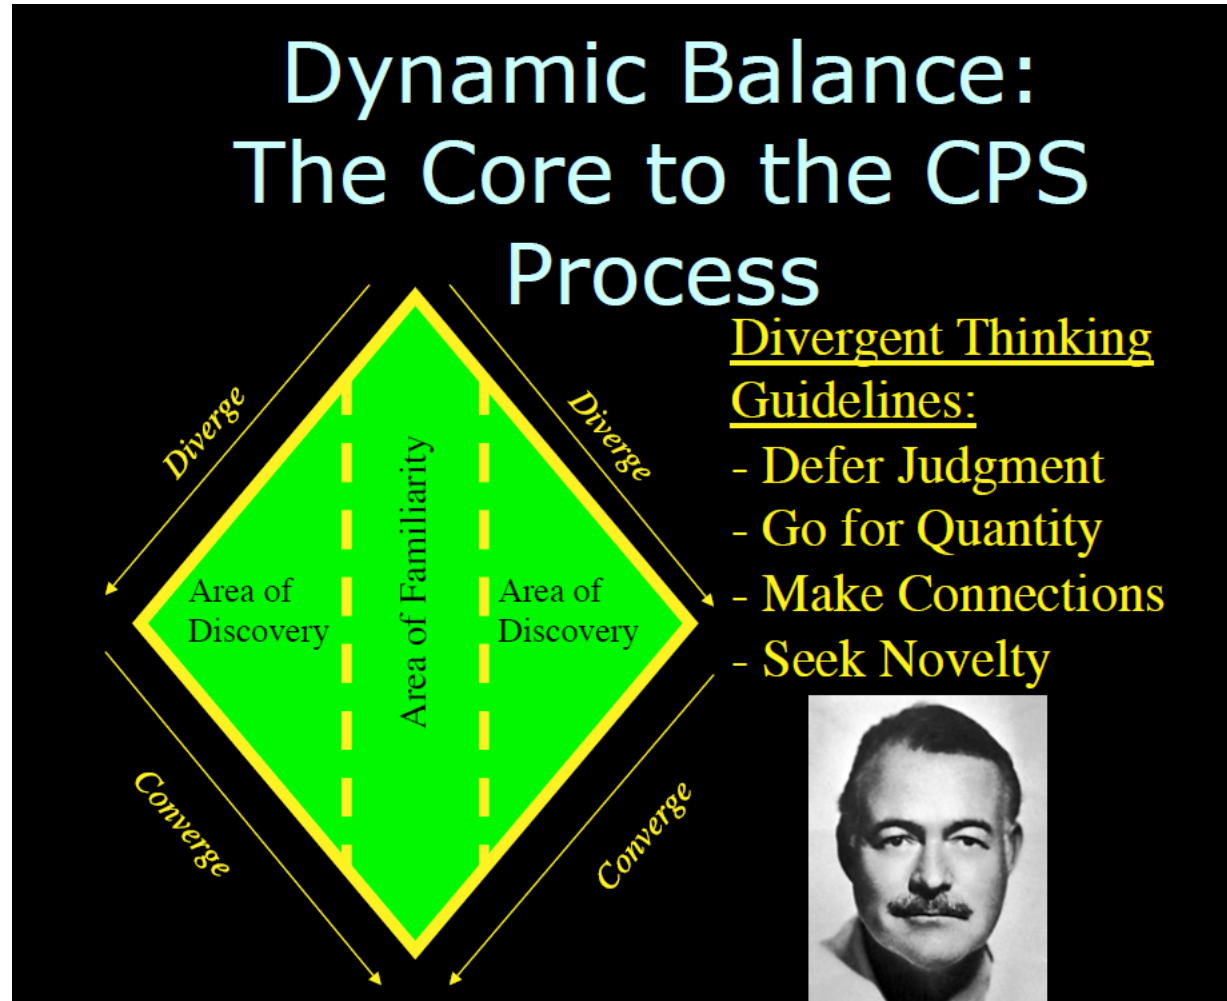 Dynamic Balance:
The Core to the CPS
Process
Diverge
Diverge
Area of
Discovery
Area of Familiarity
Area of
Discovery
Converge
Converge
Divergent Thinking
Guidelines:
- Defer Judgment
- Go for Quantity
- Make Connections
- Seek Novelty